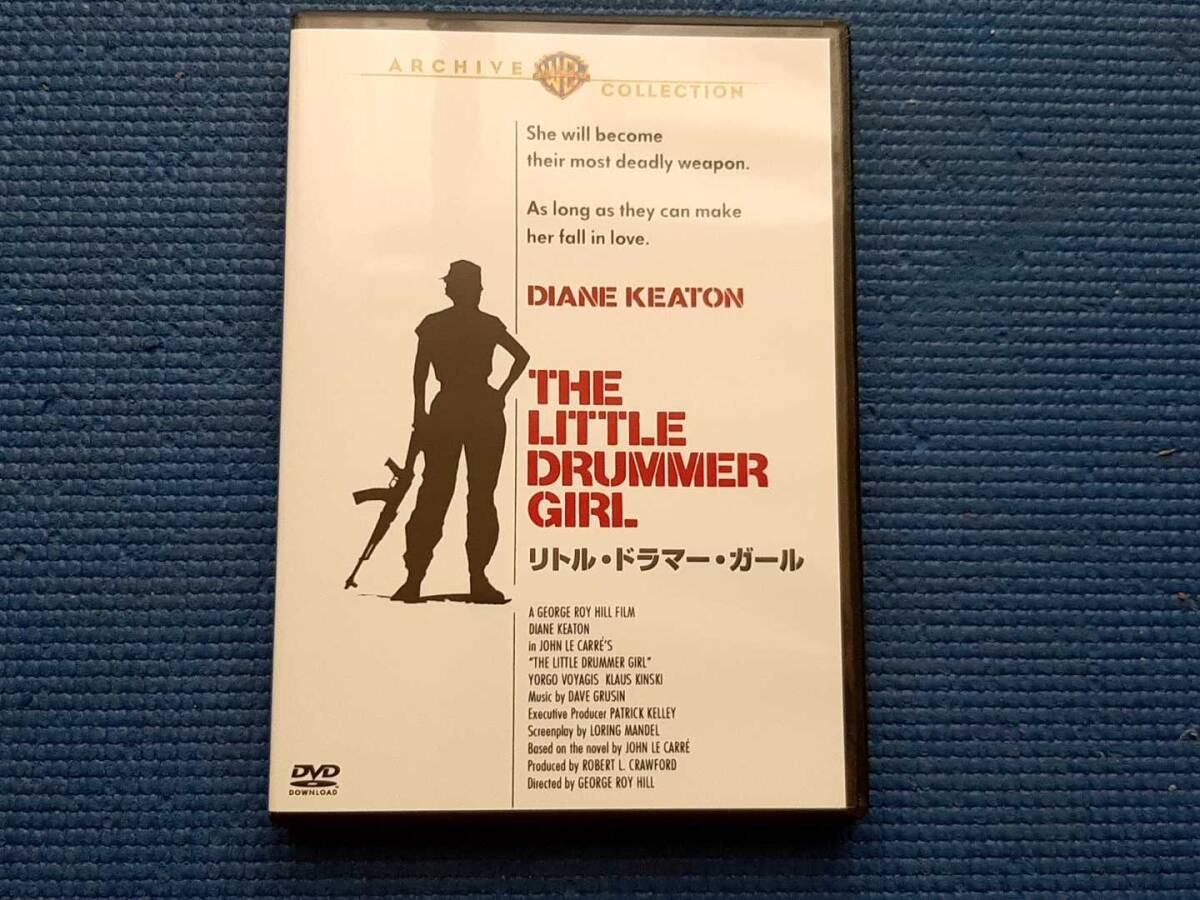 ARCHIVE
WB
COLLECTION
She will become
their most deadly weapon.
As long as they can make
her fall in love.
DIANE KEATON
THE
LITTLE
DRUMMER
GIRL
リトル・ドラマー・ガール
A GEORGE ROY HILL FILM
DIANE KEATON
in JOHN LE CARRÉ'S
"THE LITTLE DRUMMER GIRL"
YORGO VOYAGIS KLAUS KINSKI
Music by DAVE GRUSIN
Executive Producer PATRICK KELLEY
Screenplay by LORING MANDEL
Based on the novel by JOHN LE CARRÉ
Produced by ROBERT L. CRAWFORD
Directed by GEORGE ROY HILL
DVD
DOWNLOAD